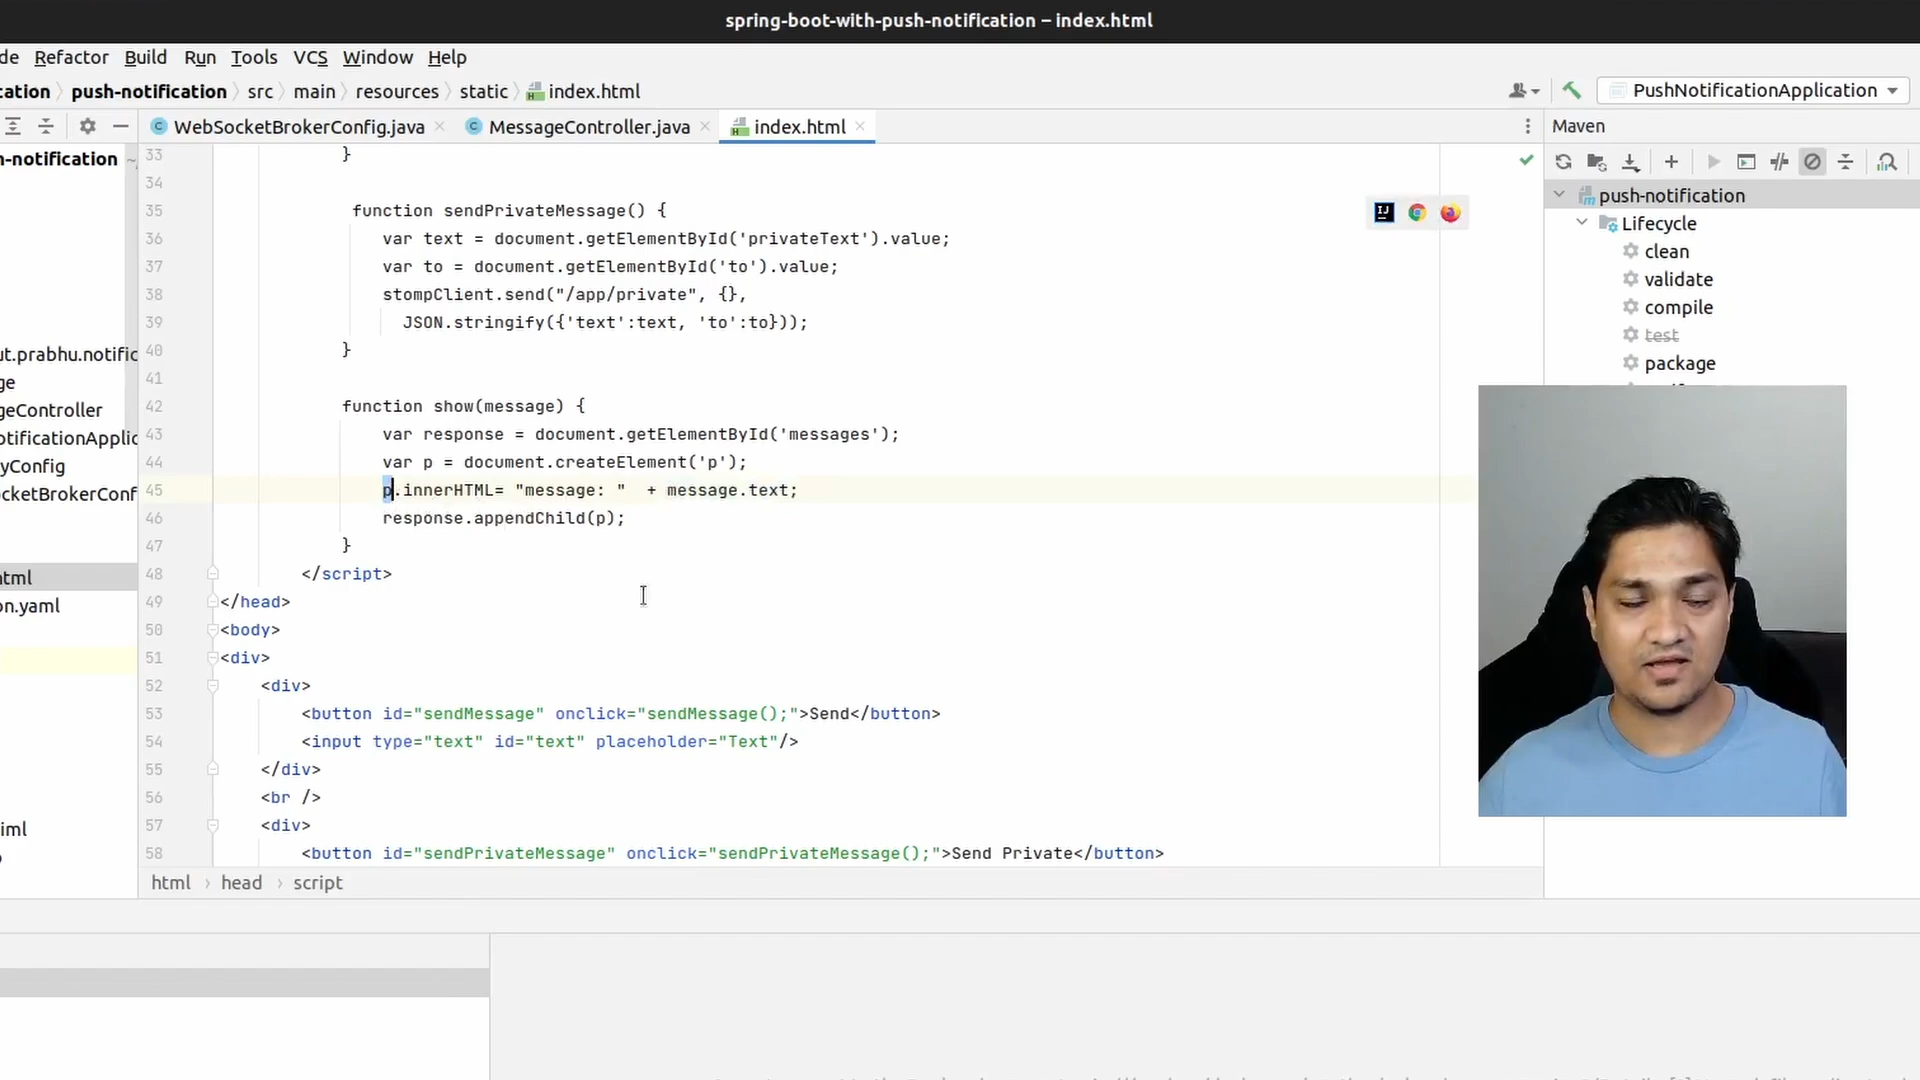 spring-boot-with-push-notification – index.html
de Refactor Build Run Tools VCS Window Help
cation push-notification src main resources static index.html
PushNotificationApplication
WebSocketBrokerConfig.java MessageController.java index.html
Maven
h-notification
push-notification
Lifecycle
clean
validate
compile
test
package
ut.prabhu.notific
ge
geController
otificationApplic
yConfig
ocketBrokerConf
html
on.yaml
iml
33 }
34
35 function sendPrivateMessage() {
36 var text = document.getElementById('privateText').value;
37 var to = document.getElementById('to').value;
38 stompClient.send("/app/private", {},
39 JSON.stringify({'text':text, 'to':to}));
40 }
41
42 function show(message) {
43 var response = document.getElementById('messages');
44 var p = document.createElement('p');
45 p.innerHTML= "message: "  + message.text;
46 response.appendChild(p);
47 }
48 </script>
49 </head>
50 <body>
51 <div>
52 <div>
53 <button id="sendMessage" onclick="sendMessage();">Send</button>
54 <input type="text" id="text" placeholder="Text"/>
55 </div>
56 <br />
57 <div>
58 <button id="sendPrivateMessage" onclick="sendPrivateMessage();">Send Private</button>
html head script